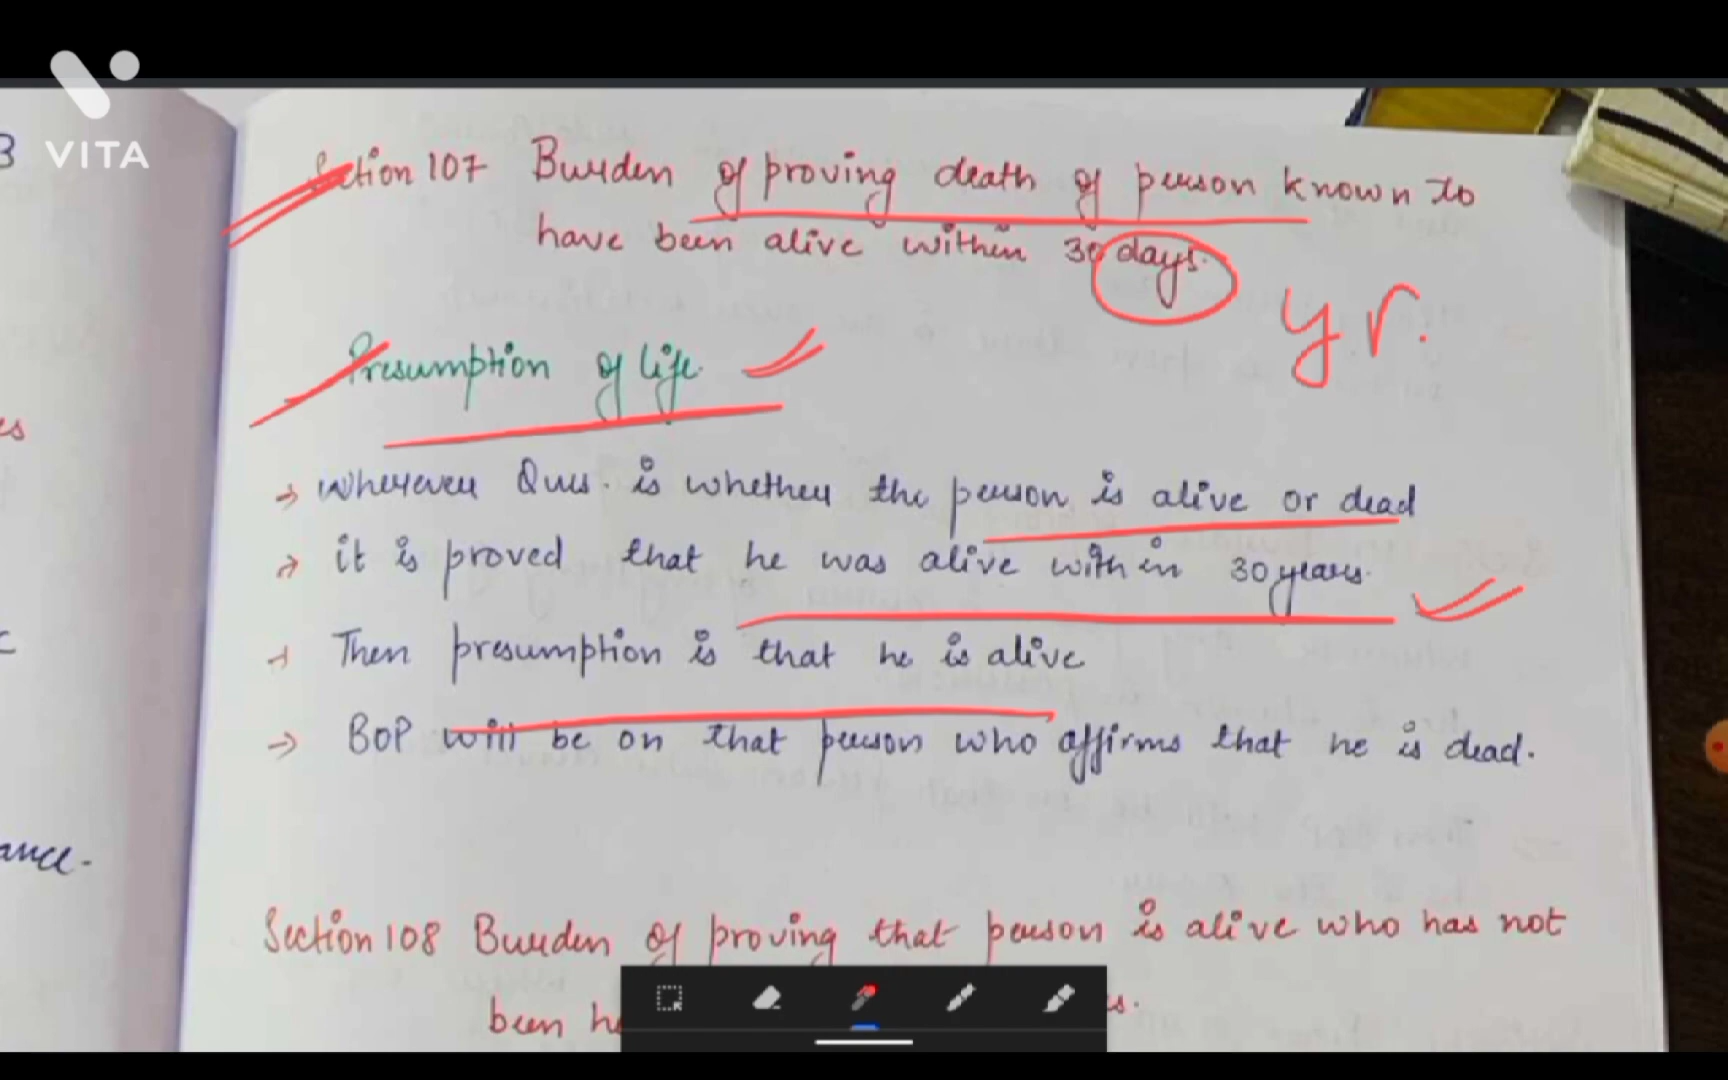 VITA
Section 107 Burden of proving death of person known to
have been alive within 30 days.
yr.
Presumption of life
→ Wherever Ques. is whether the person is alive or dead
→ it is proved that he was alive within 30 years.
→ Then presumption is that he is alive
→ BOP will be on that person who affirms that he is dead.
ance.
Section 108 Burden of proving that person is alive who has not
been